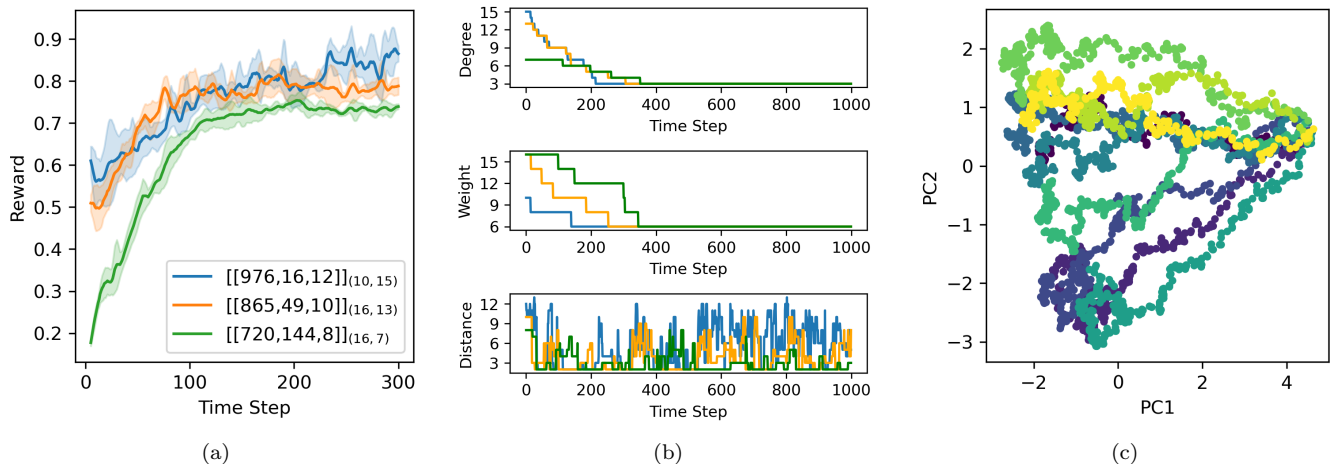 0.9
0.8
0.7
0.6
0.5
0.4
0.3
0.2
Reward
[[976,16,12]](10,15)
[[865,49,10]](16,13)
[[720,144,8]](16,7)
0 100 200 300
Time Step
(a)
15
12
9
6
3
Degree
0 200 400 600 800 1000
Time Step
15
12
9
6
Weight
0 200 400 600 800 1000
Time Step
12
9
6
3
Distance
0 200 400 600 800 1000
Time Step
(b)
2
1
0
−1
−2
−3
PC2
−2 0 2 4
PC1
(c)